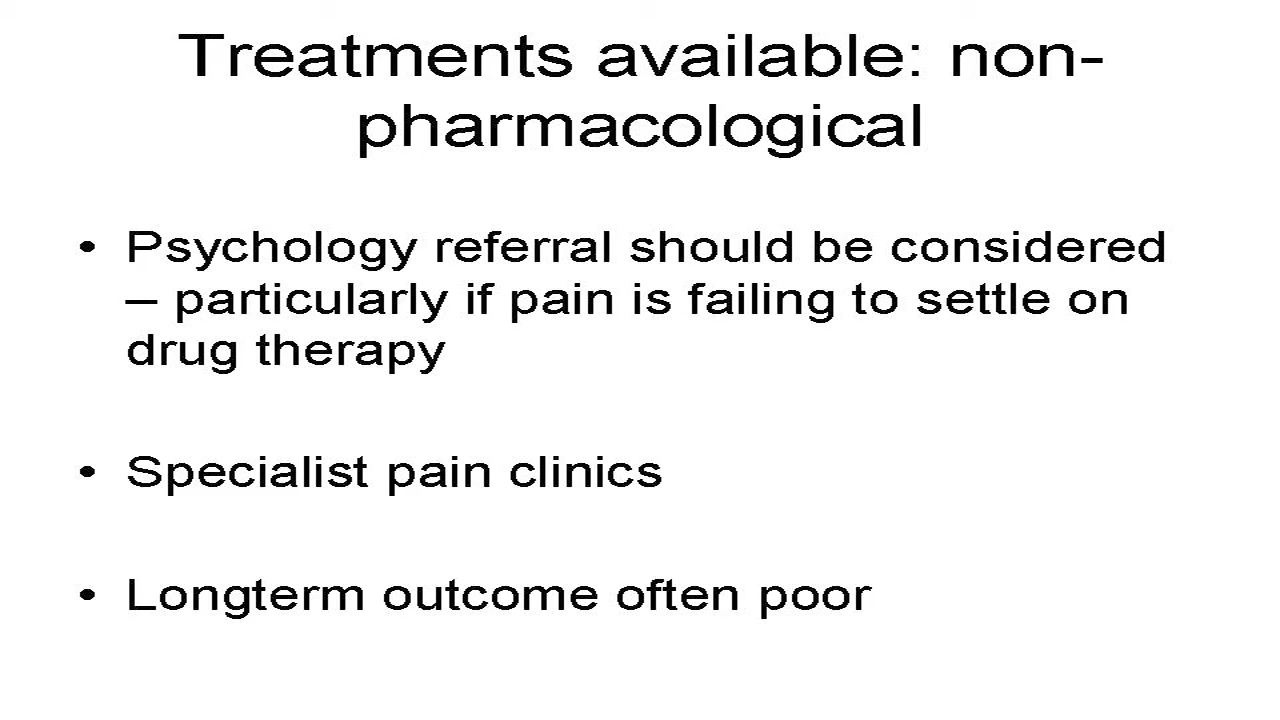 Treatments available: non-
pharmacological
• Psychology referral should be considered
– particularly if pain is failing to settle on
drug therapy
• Specialist pain clinics
• Longterm outcome often poor